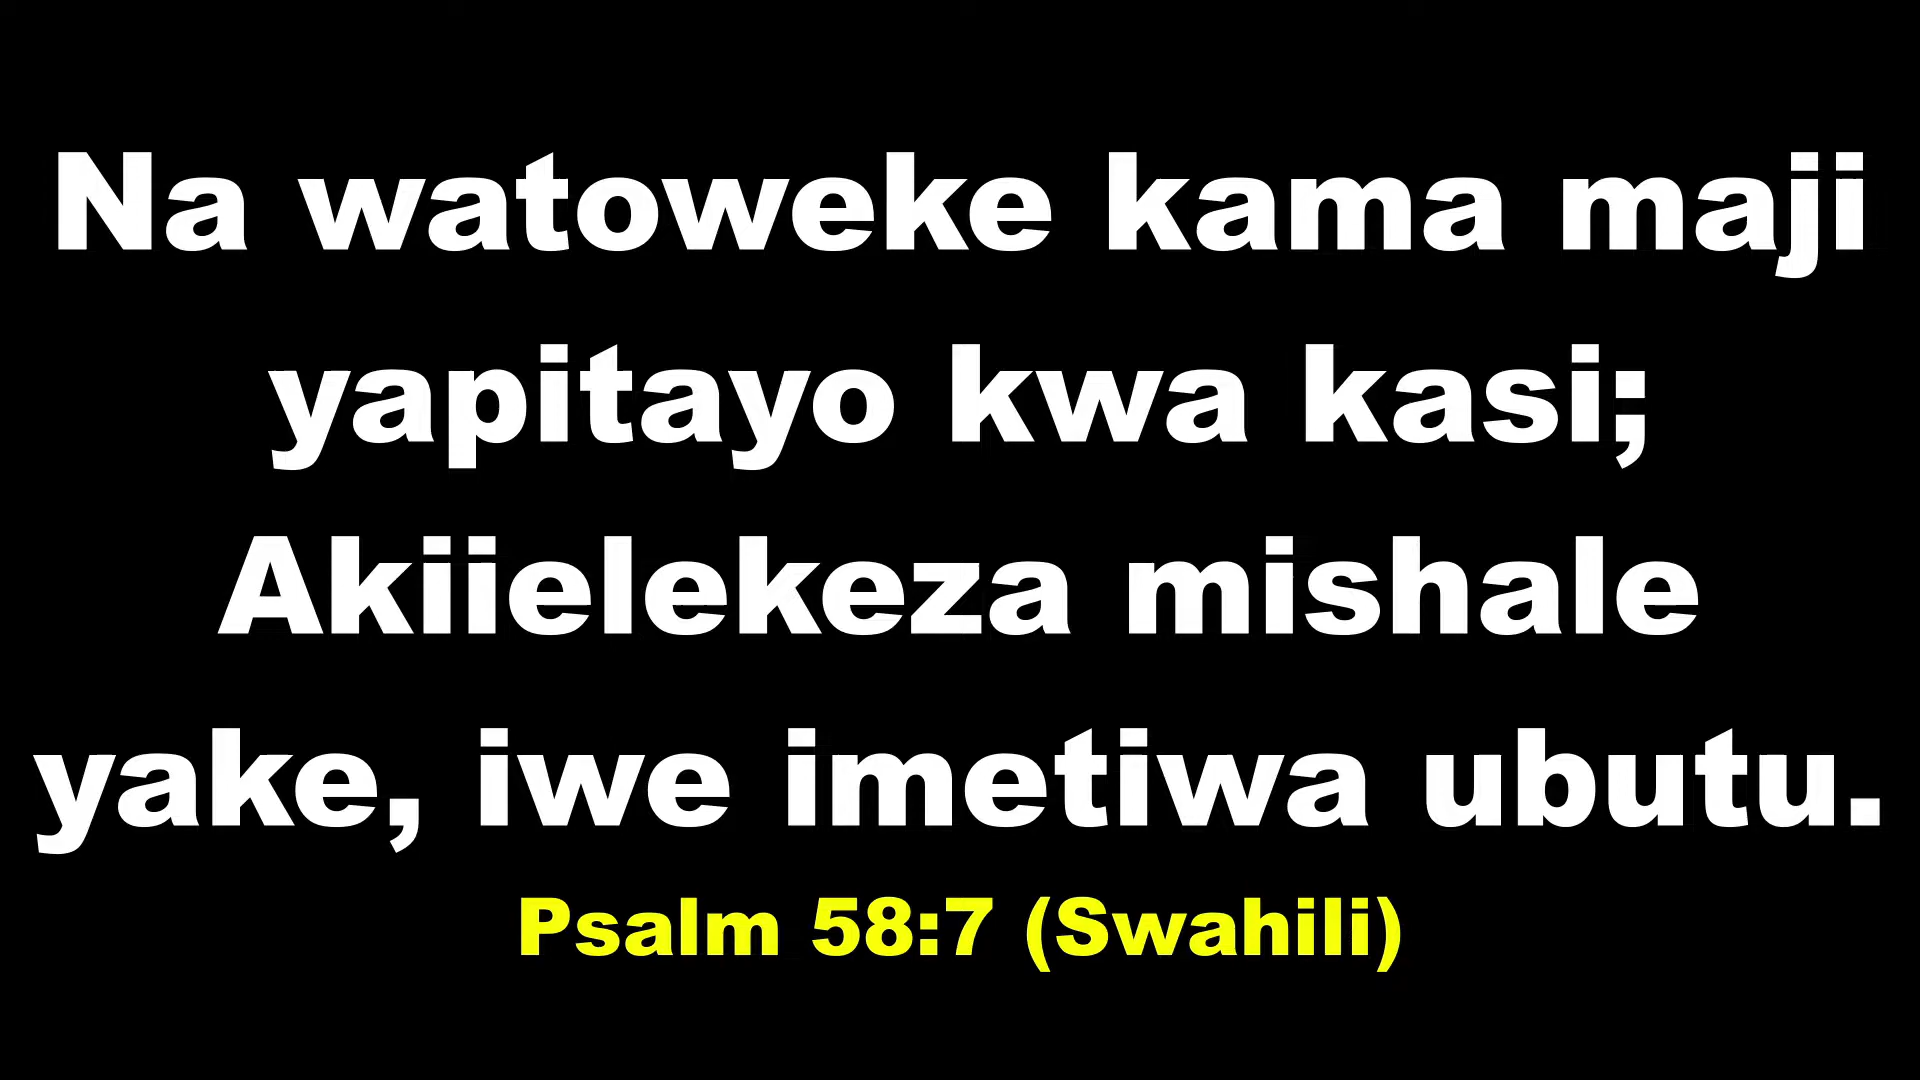 Na watoweke kama maji
yapitayo kwa kasi;
Akiielekeza mishale
yake, iwe imetiwa ubutu.
Psalm 58:7 (Swahili)